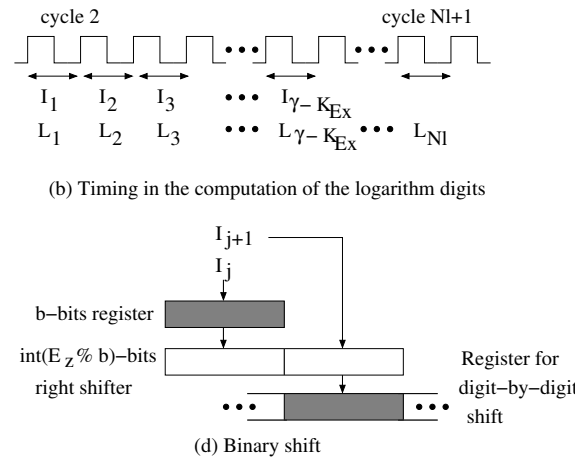 cycle 2 cycle Nl+1
I1 I2 I3 ••• Iγ−KEx
L1 L2 L3 ••• Lγ−KEx ••• LNl
(b) Timing in the computation of the logarithm digits
Ij+1
Ij
b−bits register
int(Ez % b)−bits
right shifter
Register for
digit−by−digit
shift
(d) Binary shift